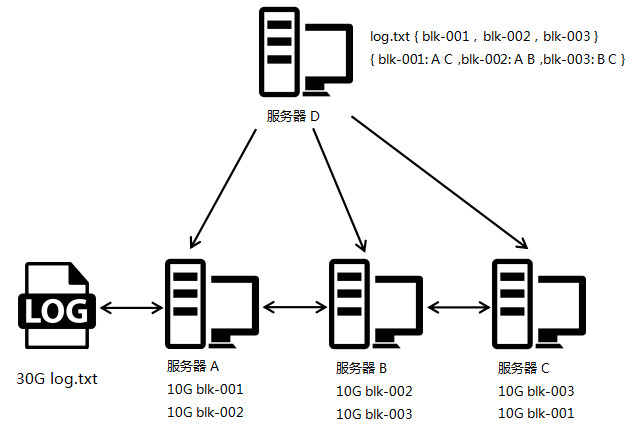 log.txt { blk-001 , blk-002 , blk-003 }
{ blk-001: A C ,blk-002: A B ,blk-003: B C }
服务器 D
LOG
30G log.txt
服务器 A
10G blk-001
10G blk-002
服务器 B
10G blk-002
10G blk-003
服务器 C
10G blk-003
10G blk-001